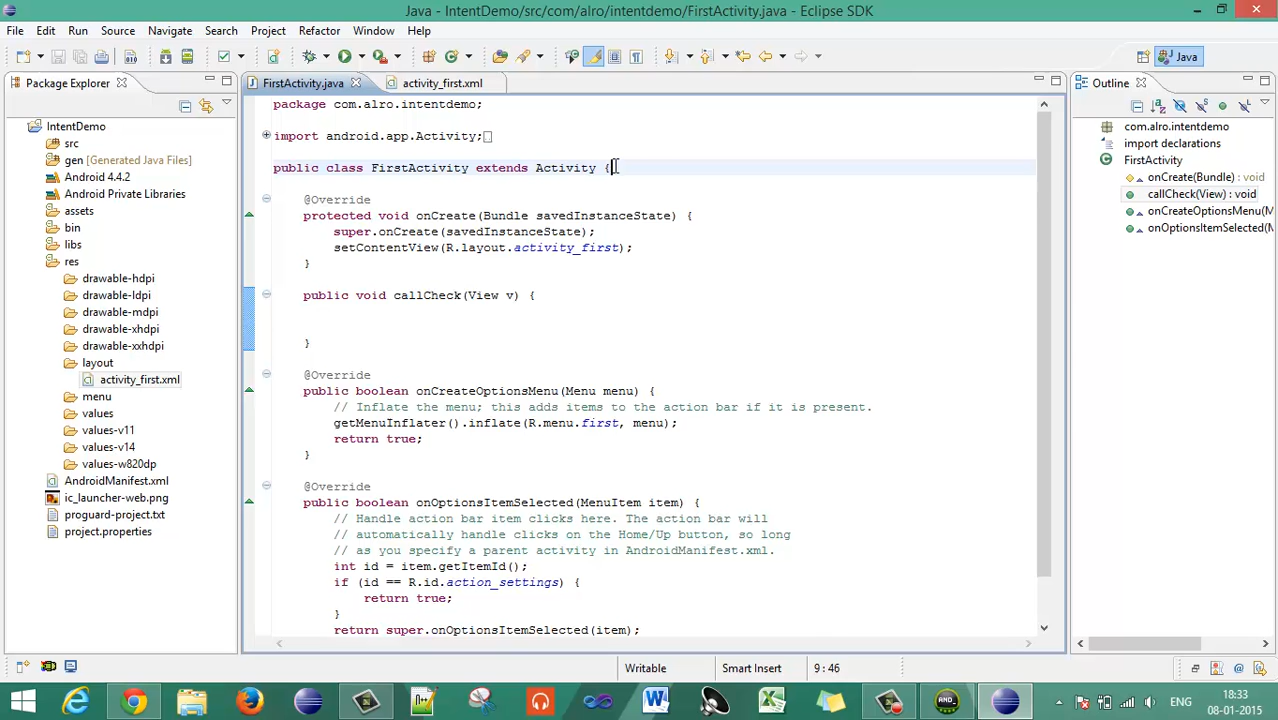 Java - IntentDemo/src/com/alro/intentdemo/FirstActivity.java - Eclipse SDK
File Edit Run Source Navigate Search Project Refactor Window Help
Java
Package Explorer
FirstActivity.java
activity_first.xml
Outline
IntentDemo
src
gen [Generated Java Files]
Android 4.4.2
Android Private Libraries
assets
bin
libs
res
drawable-hdpi
drawable-ldpi
drawable-mdpi
drawable-xhdpi
drawable-xxhdpi
layout
activity_first.xml
menu
values
values-v11
values-v14
values-w820dp
AndroidManifest.xml
ic_launcher-web.png
proguard-project.txt
project.properties
package com.alro.intentdemo;
import android.app.Activity;
public class FirstActivity extends Activity {
@Override
protected void onCreate(Bundle savedInstanceState) {
super.onCreate(savedInstanceState);
setContentView(R.layout.activity_first);
}
public void callCheck(View v) {
}
@Override
public boolean onCreateOptionsMenu(Menu menu) {
// Inflate the menu; this adds items to the action bar if it is present.
getMenuInflater().inflate(R.menu.first, menu);
return true;
}
@Override
public boolean onOptionsItemSelected(MenuItem item) {
// Handle action bar item clicks here. The action bar will
// automatically handle clicks on the Home/Up button, so long
// as you specify a parent activity in AndroidManifest.xml.
int id = item.getItemId();
if (id == R.id.action_settings) {
return true;
}
return super.onOptionsItemSelected(item);
com.alro.intentdemo
import declarations
FirstActivity
onCreate(Bundle) : void
callCheck(View) : void
onCreateOptionsMenu(M
onOptionsItemSelected(M
Writable
Smart Insert
9 : 46
ENG
18:33
08-01-2015